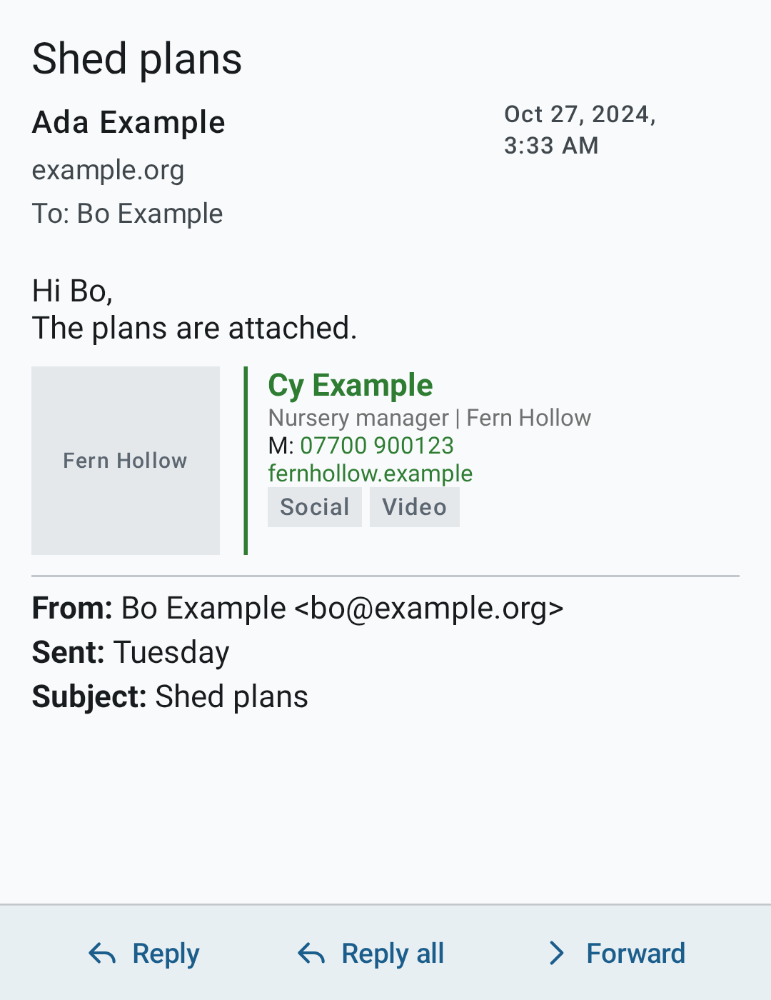 Shed plans
Ada Example
Oct 27, 2024,
3:33 AM
example.org
To: Bo Example
Hi Bo,
The plans are attached.
Fern Hollow
Cy Example
Nursery manager | Fern Hollow
M: 07700 900123
fernhollow.example
Social Video
From: Bo Example <bo@example.org>
Sent: Tuesday
Subject: Shed plans
Reply Reply all Forward